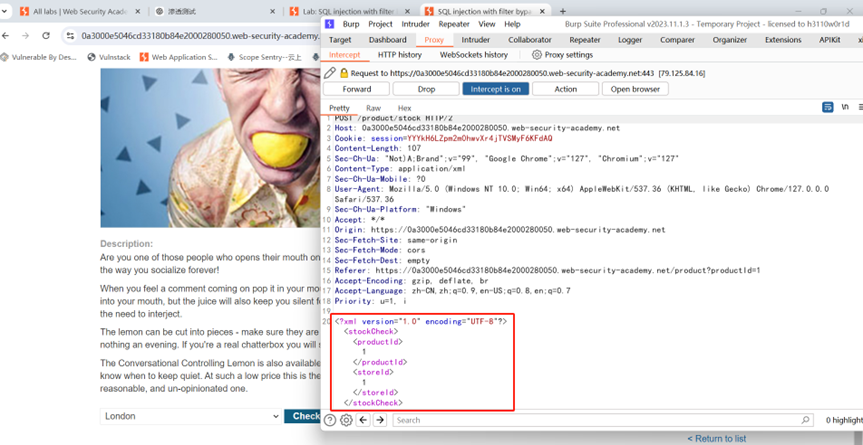 All labs | Web Security Acade
渗透测试
Lab: SQL injection with filter
SQL injection with filter bypa
0a3000e5046cd33180b84e2000280050.web-security-academy.
Vulnerable By Des...
Vulnstack
Web Application S...
Scope Sentry--云上
Burp Project Intruder Repeater View Help
Burp Suite Professional v2023.11.1.3 - Temporary Project - licensed to h3110w0r1d
Target Dashboard Proxy Intruder Collaborator Repeater Logger Comparer Organizer Extensions APIKit
Intercept HTTP history WebSockets history Proxy settings
Request to https://0a3000e5046cd33180b84e2000280050.web-security-academy.net:443 [79.125.84.16]
Forward Drop Intercept is on Action Open browser
Pretty Raw Hex \n
1 POST /product/stock HTTP/2
2 Host: 0a3000e5046cd33180b84e2000280050.web-security-academy.net
3 Cookie: session=YYYkH6LZpm2mOhwvXr4jTVSMyF6KFdAQ
4 Content-Length: 107
5 Sec-Ch-Ua: "Not)A;Brand";v="99", "Google Chrome";v="127", "Chromium";v="127"
6 Content-Type: application/xml
7 Sec-Ch-Ua-Mobile: ?0
8 User-Agent: Mozilla/5.0 (Windows NT 10.0; Win64; x64) AppleWebKit/537.36 (KHTML, like Gecko) Chrome/127.0.0.0
Safari/537.36
9 Sec-Ch-Ua-Platform: "Windows"
10 Accept: */*
11 Origin: https://0a3000e5046cd33180b84e2000280050.web-security-academy.net
12 Sec-Fetch-Site: same-origin
13 Sec-Fetch-Mode: cors
14 Sec-Fetch-Dest: empty
15 Referer: https://0a3000e5046cd33180b84e2000280050.web-security-academy.net/product?productId=1
16 Accept-Encoding: gzip, deflate, br
17 Accept-Language: zh-CN,zh;q=0.9,en-US;q=0.8,en;q=0.7
18 Priority: u=1, i
19
20 <?xml version="1.0" encoding="UTF-8"?>
<stockCheck>
<productId>
1
</productId>
<storeId>
1
</storeId>
</stockCheck>
Search
0 highlight
Description:
Are you one of those people who opens their mouth on
the way you socialize forever!
When you feel a comment coming on pop it in your mou
into your mouth, but the juice will also keep you silent f
the need to interject.
The lemon can be cut into pieces - make sure they are
nothing an evening. If you're a real chatterbox you will
The Conversational Controlling Lemon is also available
know when to keep quiet. At such a low price this is the
reasonable, and un-opinionated one.
London
Check
< Return to list